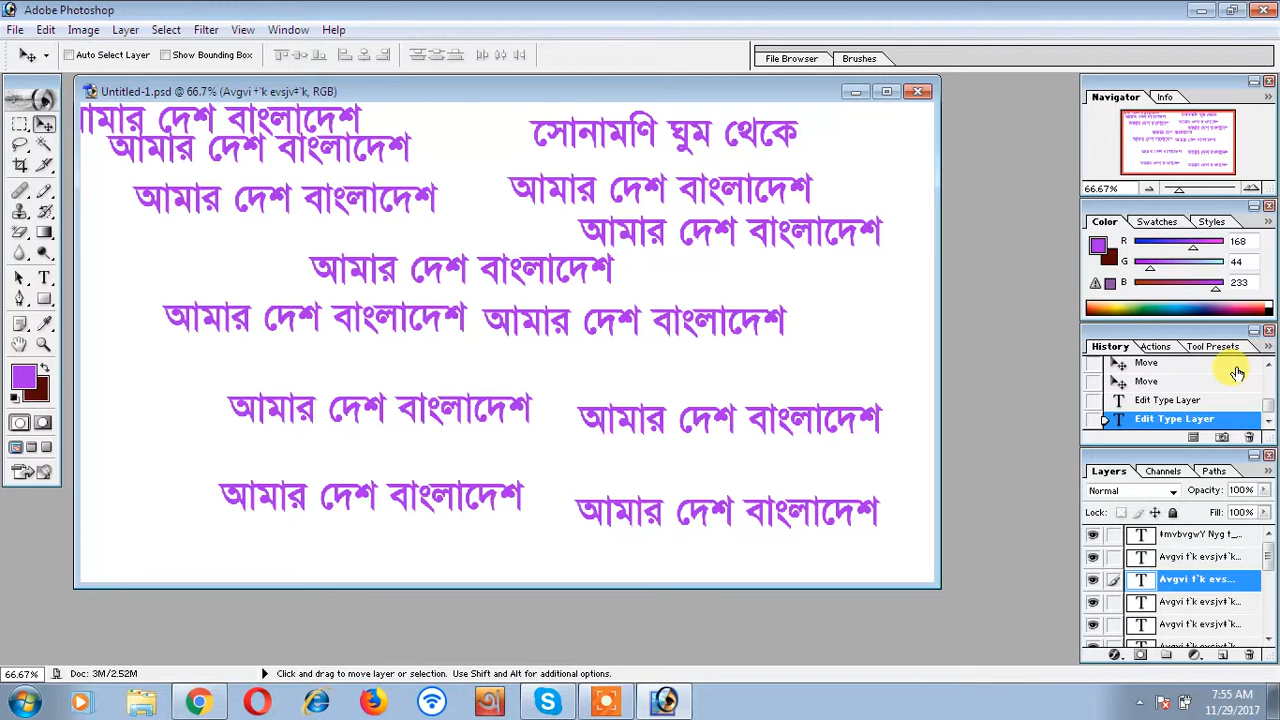 Adobe Photoshop
File Edit Image Layer Select Filter View Window Help
Auto Select Layer Show Bounding Box File Browser Brushes
Untitled-1.psd @ 66.7% (Avgvi †`k evsjv‡`k, RGB)
Navigator Info
মার দেশ বাংলাদেশ
সোনামণি ঘুম থেকে
আমার দেশ বাংলাদেশ
আমার দেশ বাংলাদেশ
আমার দেশ বাংলাদেশ
66.67%
আমার দেশ বাংলাদেশ
Color Swatches Styles
R 168
G 44
B 233
আমার দেশ বাংলাদেশ
আমার দেশ বাংলাদেশ
আমার দেশ বাংলাদেশ
History Actions Tool Presets
Move
Move
Edit Type Layer
Edit Type Layer
আমার দেশ বাংলাদেশ
আমার দেশ বাংলাদেশ
Layers Channels Paths
Normal Opacity: 100%
Lock: Fill: 100%
আমার দেশ বাংলাদেশ
আমার দেশ বাংলাদেশ
‡mvbvgwY Nyg †_...
Avgvi †`k evsjv‡`k...
Avgvi †`k evs...
Avgvi †`k evsjv‡`k...
Avgvi †`k evsjv‡`k...
66.67% Doc: 3M/2.52M Click and drag to move layer or selection. Use Shift and Alt for additional options.
7:55 AM
11/29/2017